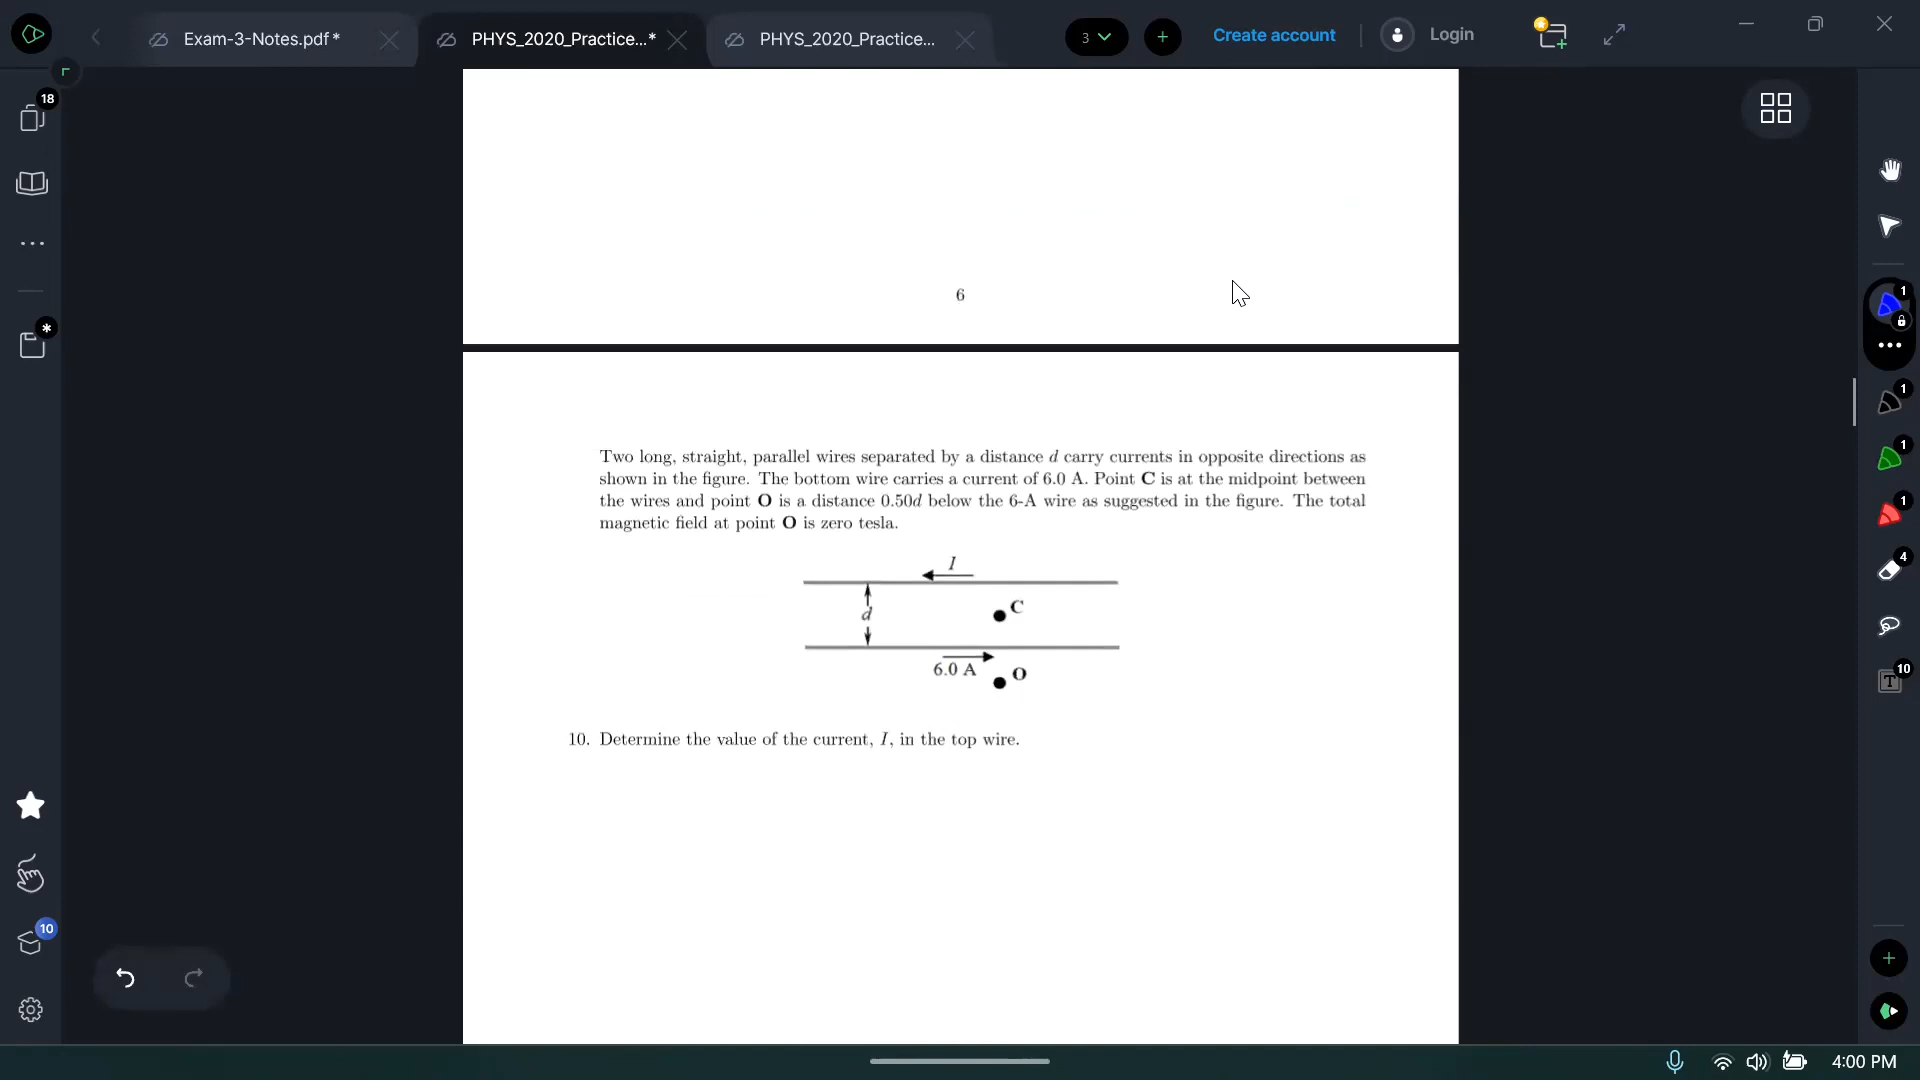 Exam-3-Notes.pdf *
PHYS_2020_Practice...*
PHYS_2020_Practice...
3
Create account
Login
18
*
10
6
Two long, straight, parallel wires separated by a distance d carry currents in opposite directions as
shown in the figure. The bottom wire carries a current of 6.0 A. Point C is at the midpoint between
the wires and point O is a distance 0.50d below the 6-A wire as suggested in the figure. The total
magnetic field at point O is zero tesla.
I
C
d
6.0 A
O
10. Determine the value of the current, I, in the top wire.
1
1
1
1
4
T
10
4:00 PM